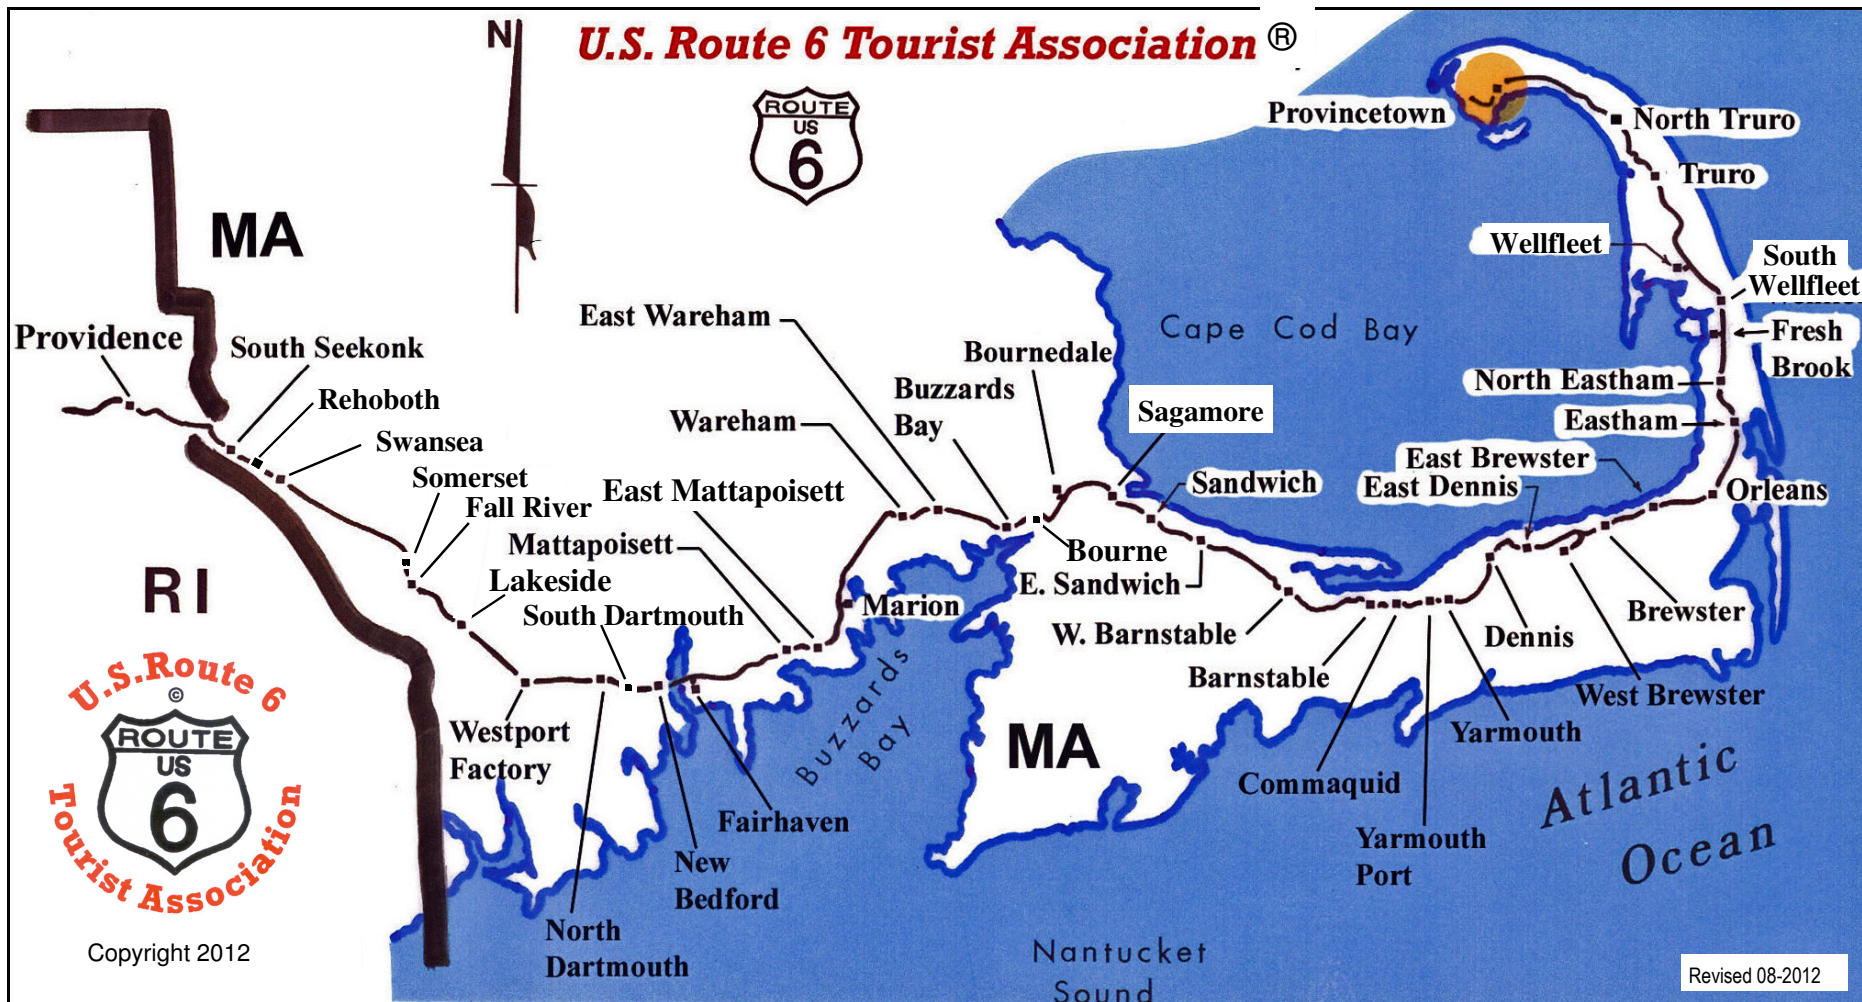 N
U.S. Route 6 Tourist Association ®
ROUTE
US
6
Provincetown
North Truro
Truro
MA
Wellfleet
South
Wellfleet
East Wareham
Providence
South Seekonk
Cape Cod Bay
Fresh
Brook
Bournedale
Buzzards
Bay
North Eastham
Rehoboth
Sagamore
Wareham
Eastham
Swansea
Somerset
East Brewster
East Dennis
Sandwich
East Mattapoisett
Orleans
Fall River
Mattapoisett
Bourne
E. Sandwich
Lakeside
RI
South Dartmouth
Marion
W. Barnstable
Dennis
Brewster
Barnstable
West Brewster
Buzzards
Bay
Westport
Factory
MA
Yarmouth
Commaquid
Atlantic
Ocean
Fairhaven
Yarmouth
Port
New
Bedford
North
Dartmouth
Nantucket
Sound
U.S.Route 6
©
ROUTE
US
6
Tourist Association
Copyright 2012
Revised 08-2012